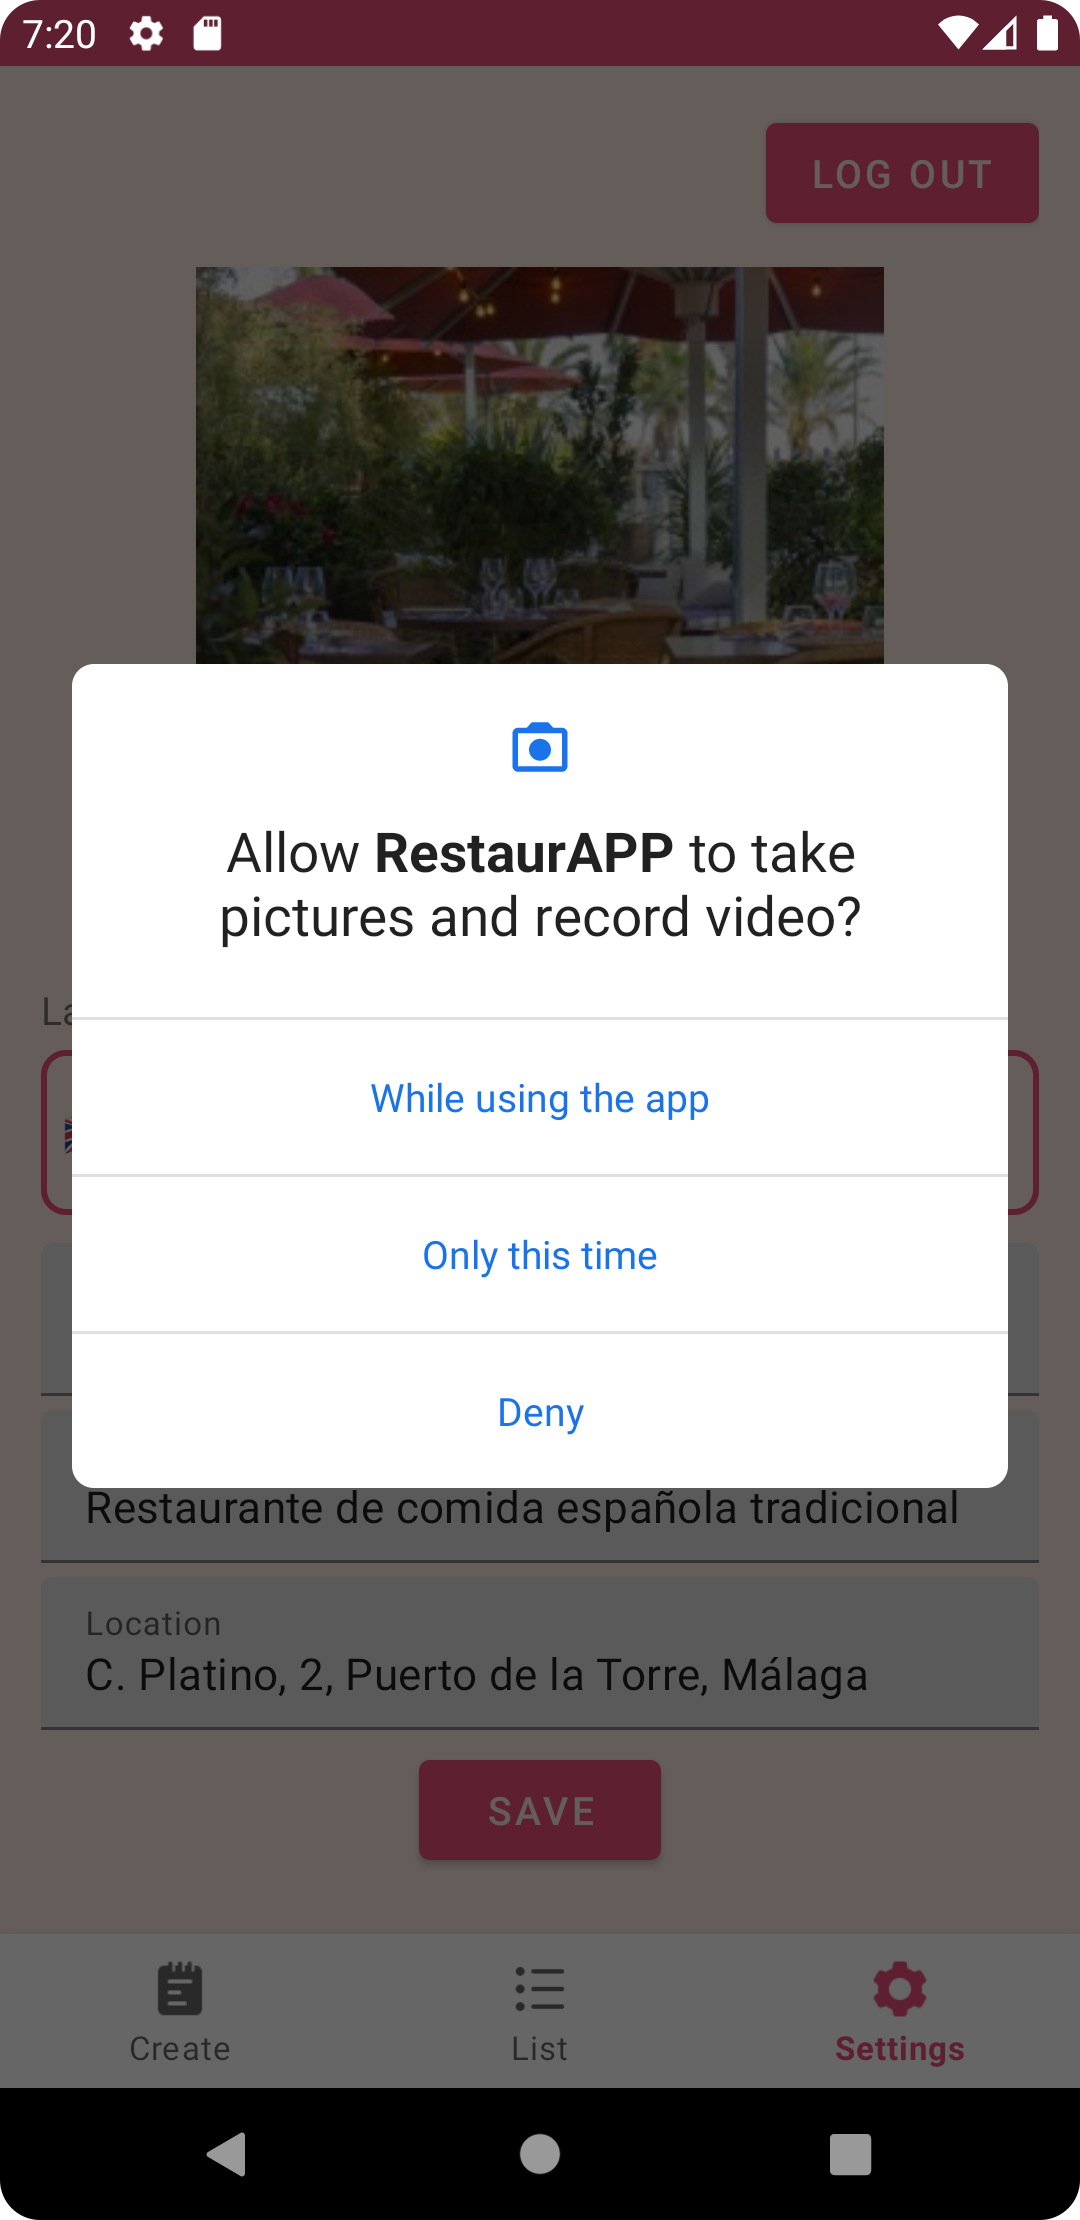 7:20
LOG OUT
Allow RestaurAPP to take
pictures and record video?
While using the app
Only this time
Deny
Restaurante de comida española tradicional
Location
C. Platino, 2, Puerto de la Torre, Málaga
SAVE
Create
List
Settings